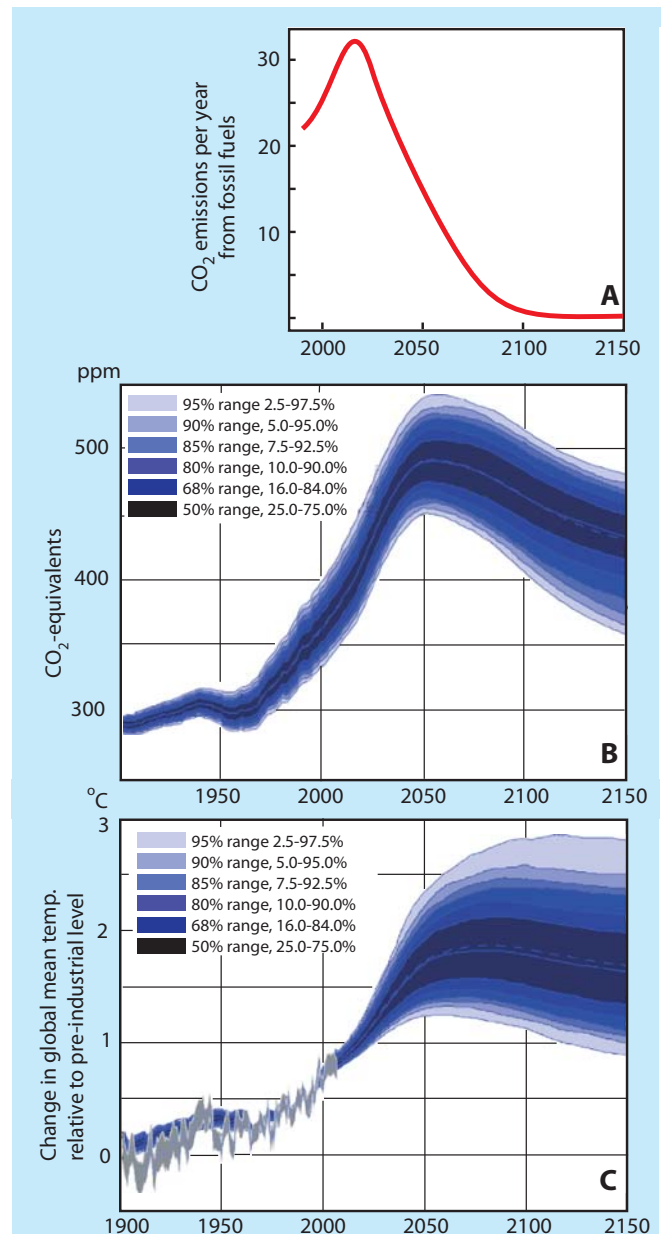 30
20
10
CO₂ emissions per year
from fossil fuels
A
2000
2050
2100
2150
ppm
95% range 2.5-97.5%
90% range, 5.0-95.0%
85% range, 7.5-92.5%
80% range, 10.0-90.0%
68% range, 16.0-84.0%
50% range, 25.0-75.0%
500
400
300
CO₂-equivalents
B
1950
2000
2050
2100
2150
°C
3
2
1
0
95% range 2.5-97.5%
90% range, 5.0-95.0%
85% range, 7.5-92.5%
80% range, 10.0-90.0%
68% range, 16.0-84.0%
50% range, 25.0-75.0%
Change in global mean temp.
relative to pre-industrial level
C
1900
1950
2000
2050
2100
2150